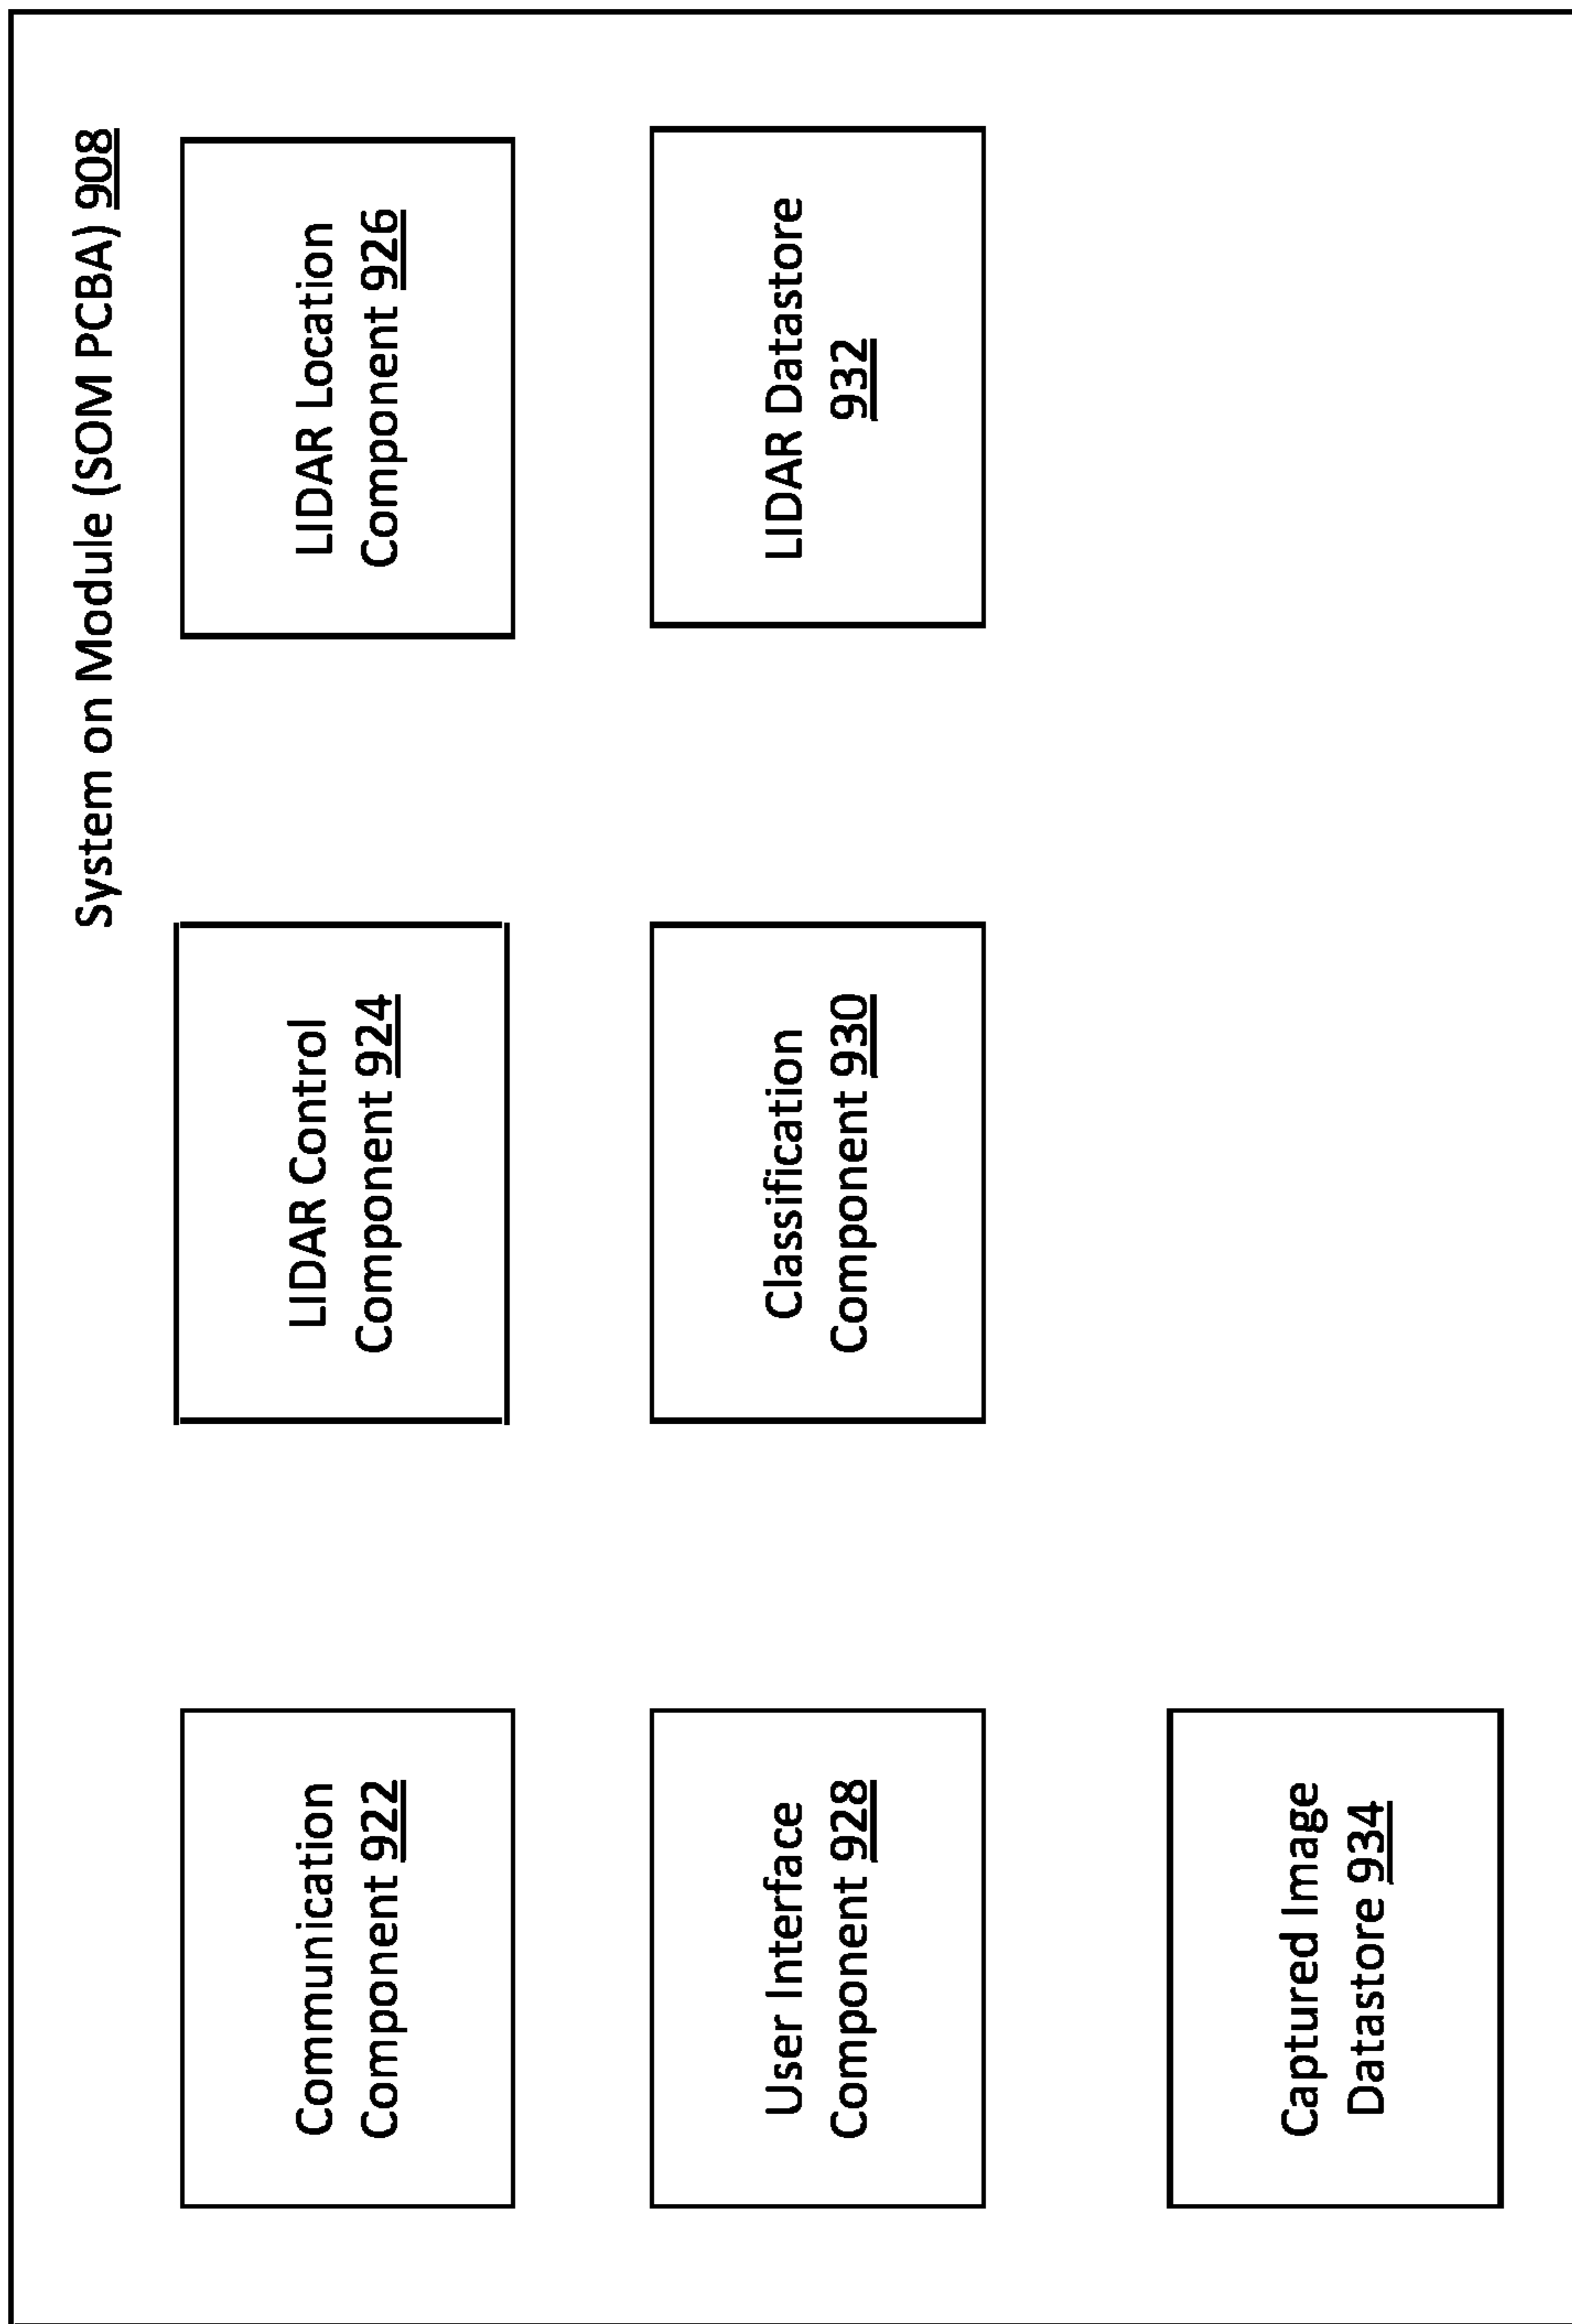 System on Module (SOM PCBA) 908
Communication
Component 922
LIDAR Control
Component 924
LIDAR Location
Component 926
User Interface
Component 928
Classification
Component 930
LIDAR Datastore
932
Captured Image
Datastore 934